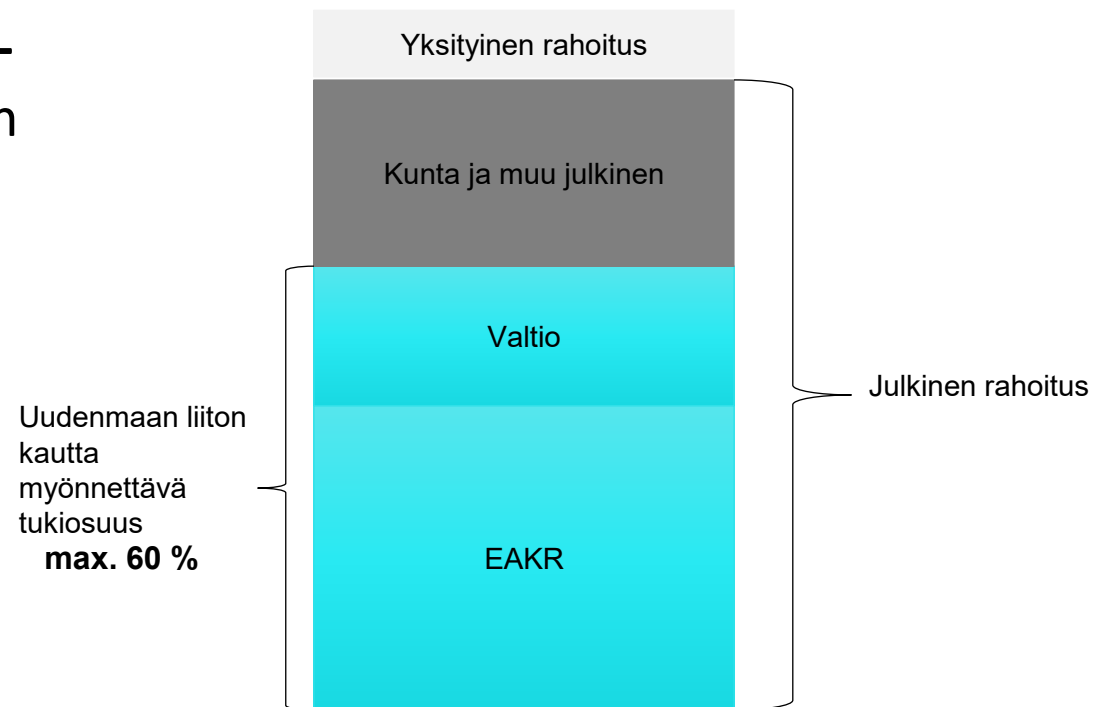 Yksityinen rahoitus
Kunta ja muu julkinen
Valtio
Julkinen rahoitus
Uudenmaan liiton
kautta
myönnettävä
tukiosuus
max. 60 %
EAKR